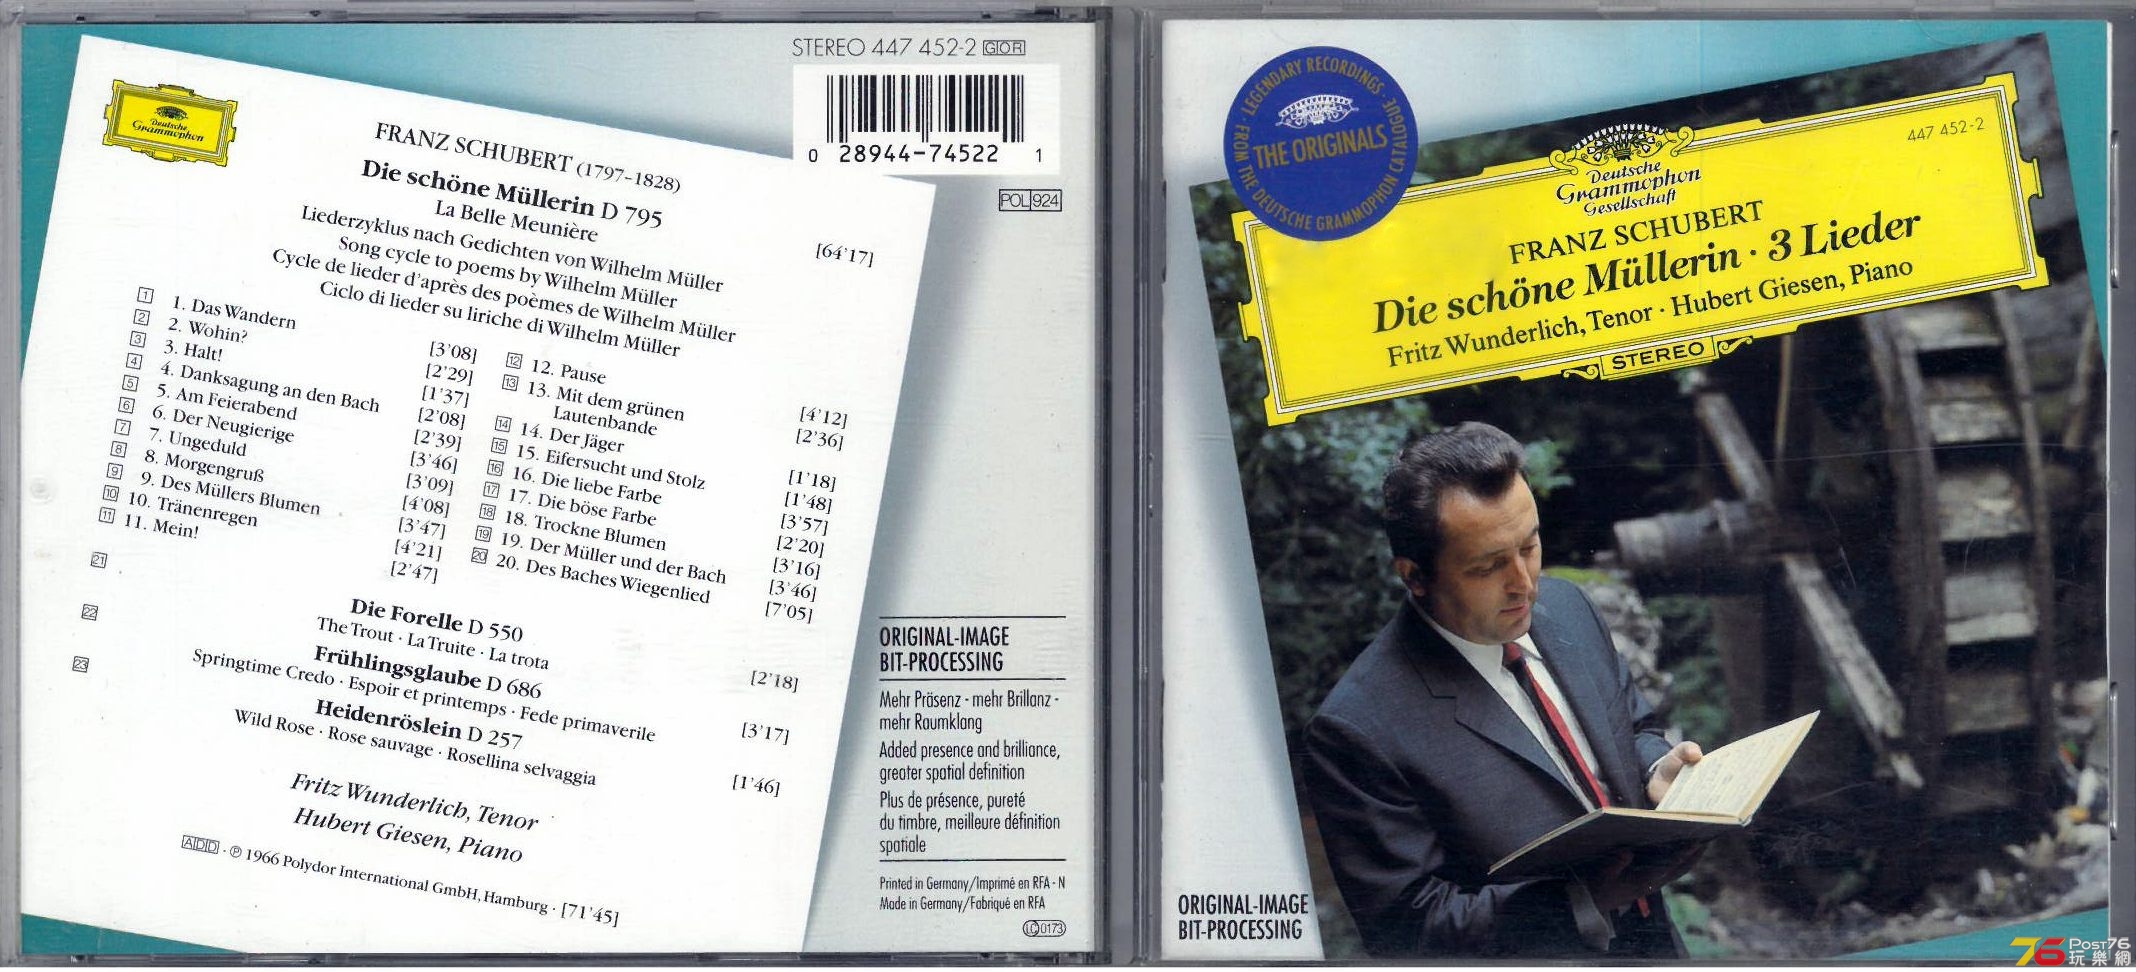 STEREO 447 452-2 GOR
0 28944-74522 1
POL 924
Deutsche
Grammophon
FRANZ SCHUBERT (1797-1828)
Die schöne Müllerin D 795 [64'17]
La Belle Meunière
Liederzyklus nach Gedichten von Wilhelm Müller
Song cycle to poems by Wilhelm Müller
Cycle de lieder d'après des poèmes de Wilhelm Müller
Ciclo di lieder su liriche di Wilhelm Müller
1 1. Das Wandern [3'08]
2 2. Wohin? [2'29]
3 3. Halt! [1'37]
4 4. Danksagung an den Bach [2'08]
5 5. Am Feierabend [2'39]
6 6. Der Neugierige [3'46]
7 7. Ungeduld [3'09]
8 8. Morgengruß [4'08]
9 9. Des Müllers Blumen [3'47]
10 10. Tränenregen [4'21]
11 11. Mein! [2'47]
12 12. Pause [4'12]
13 13. Mit dem grünen
Lautenbande [2'36]
14 14. Der Jäger [1'18]
15 15. Eifersucht und Stolz [1'48]
16 16. Die liebe Farbe [3'57]
17 17. Die böse Farbe [2'20]
18 18. Trockne Blumen [3'16]
19 19. Der Müller und der Bach [3'46]
20 20. Des Baches Wiegenlied [7'05]
21 Die Forelle D 550 [2'18]
The Trout · La Truite · La trota
22 Frühlingsglaube D 686 [3'17]
Springtime Credo · Espoir et printemps · Fede primaverile
23 Heidenröslein D 257 [1'46]
Wild Rose · Rose sauvage · Rosellina selvaggia
Fritz Wunderlich, Tenor
Hubert Giesen, Piano
ADD · ℗ 1966 Polydor International GmbH, Hamburg · [71'45]
ORIGINAL-IMAGE
BIT-PROCESSING
Mehr Präsenz - mehr Brillanz -
mehr Raumklang
Added presence and brilliance,
greater spatial definition
Plus de présence, pureté
du timbre, meilleure définition
spatiale
Printed in Germany/Imprimé en RFA - N
Made in Germany/Fabriqué en RFA
LC 0173
· LEGENDARY RECORDINGS · FROM THE DEUTSCHE GRAMMOPHON CATALOGUE
THE ORIGINALS
447 452-2
Deutsche
Grammophon
Gesellschaft
FRANZ SCHUBERT
Die schöne Müllerin · 3 Lieder
Fritz Wunderlich, Tenor · Hubert Giesen, Piano
STEREO
ORIGINAL-IMAGE
BIT-PROCESSING
76 POST76
玩樂網